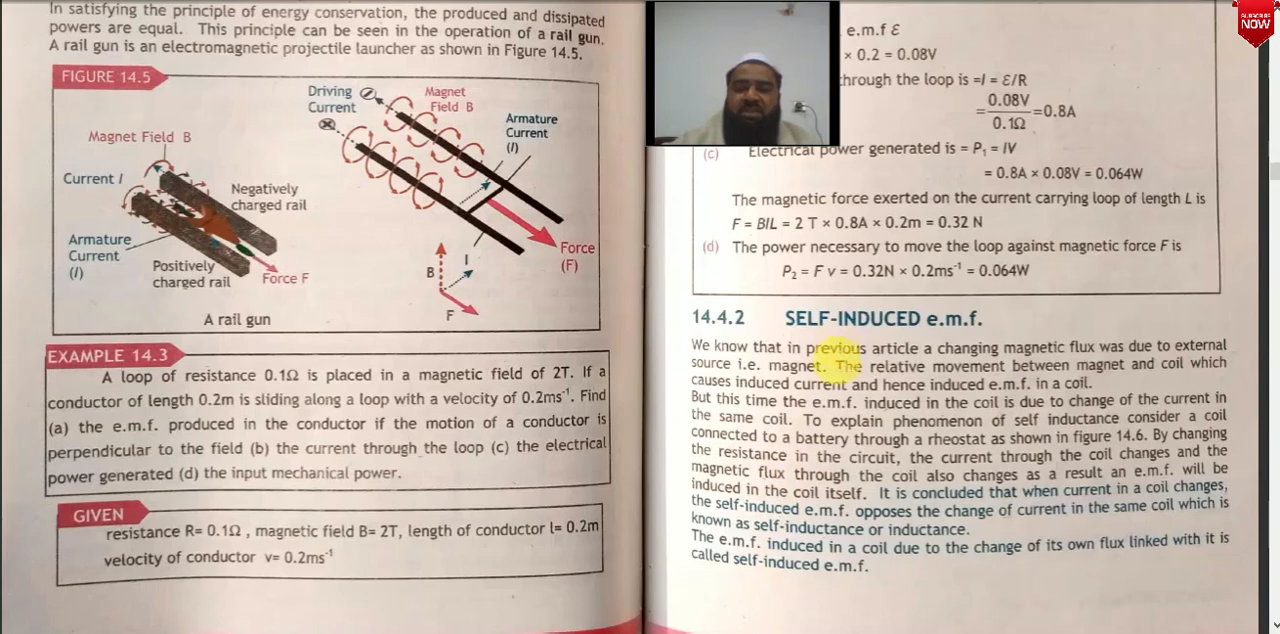 In satisfying the principle of energy conservation, the produced and dissipated
powers are equal. This principle can be seen in the operation of a rail gun.
A rail gun is an electromagnetic projectile launcher as shown in Figure 14.5.
FIGURE 14.5
Magnet Field B
Current I
Negatively
charged rail
Armature
Current
(I)
Positively
charged rail
Force F
A rail gun
Driving
Current
Magnet
Field B
Armature
Current
(I)
Force
(F)
B
I
F
EXAMPLE 14.3
A loop of resistance 0.1Ω is placed in a magnetic field of 2T. If a
conductor of length 0.2m is sliding along a loop with a velocity of 0.2ms⁻¹. Find
(a) the e.m.f. produced in the conductor if the motion of a conductor is
perpendicular to the field (b) the current through the loop (c) the electrical
power generated (d) the input mechanical power.
GIVEN
resistance R= 0.1Ω , magnetic field B= 2T, length of conductor l= 0.2m
velocity of conductor v= 0.2ms⁻¹
e.m.f ℇ
× 0.2 = 0.08V
through the loop is =I = ℇ/R
= 0.08V / 0.1Ω =0.8A
(c) Electrical power generated is = P₁ = IV
= 0.8A x 0.08V = 0.064W
The magnetic force exerted on the current carrying loop of length L is
F = BIL = 2 T × 0.8A × 0.2m = 0.32 N
(d) The power necessary to move the loop against magnetic force F is
P₂ = F v = 0.32N × 0.2ms⁻¹ = 0.064W
14.4.2 SELF-INDUCED e.m.f.
We know that in previous article a changing magnetic flux was due to external
source i.e. magnet. The relative movement between magnet and coil which
causes induced current and hence induced e.m.f. in a coil.
But this time the e.m.f. induced in the coil is due to change of the current in
the same coil. To explain phenomenon of self inductance consider a coil
connected to a battery through a rheostat as shown in figure 14.6. By changing
the resistance in the circuit, the current through the coil changes and the
magnetic flux through the coil also changes as a result an e.m.f. will be
induced in the coil itself. It is concluded that when current in a coil changes,
the self-induced e.m.f. opposes the change of current in the same coil which is
known as self-inductance or inductance.
The e.m.f. induced in a coil due to the change of its own flux linked with it is
called self-induced e.m.f.
SUBSCRIBE
NOW